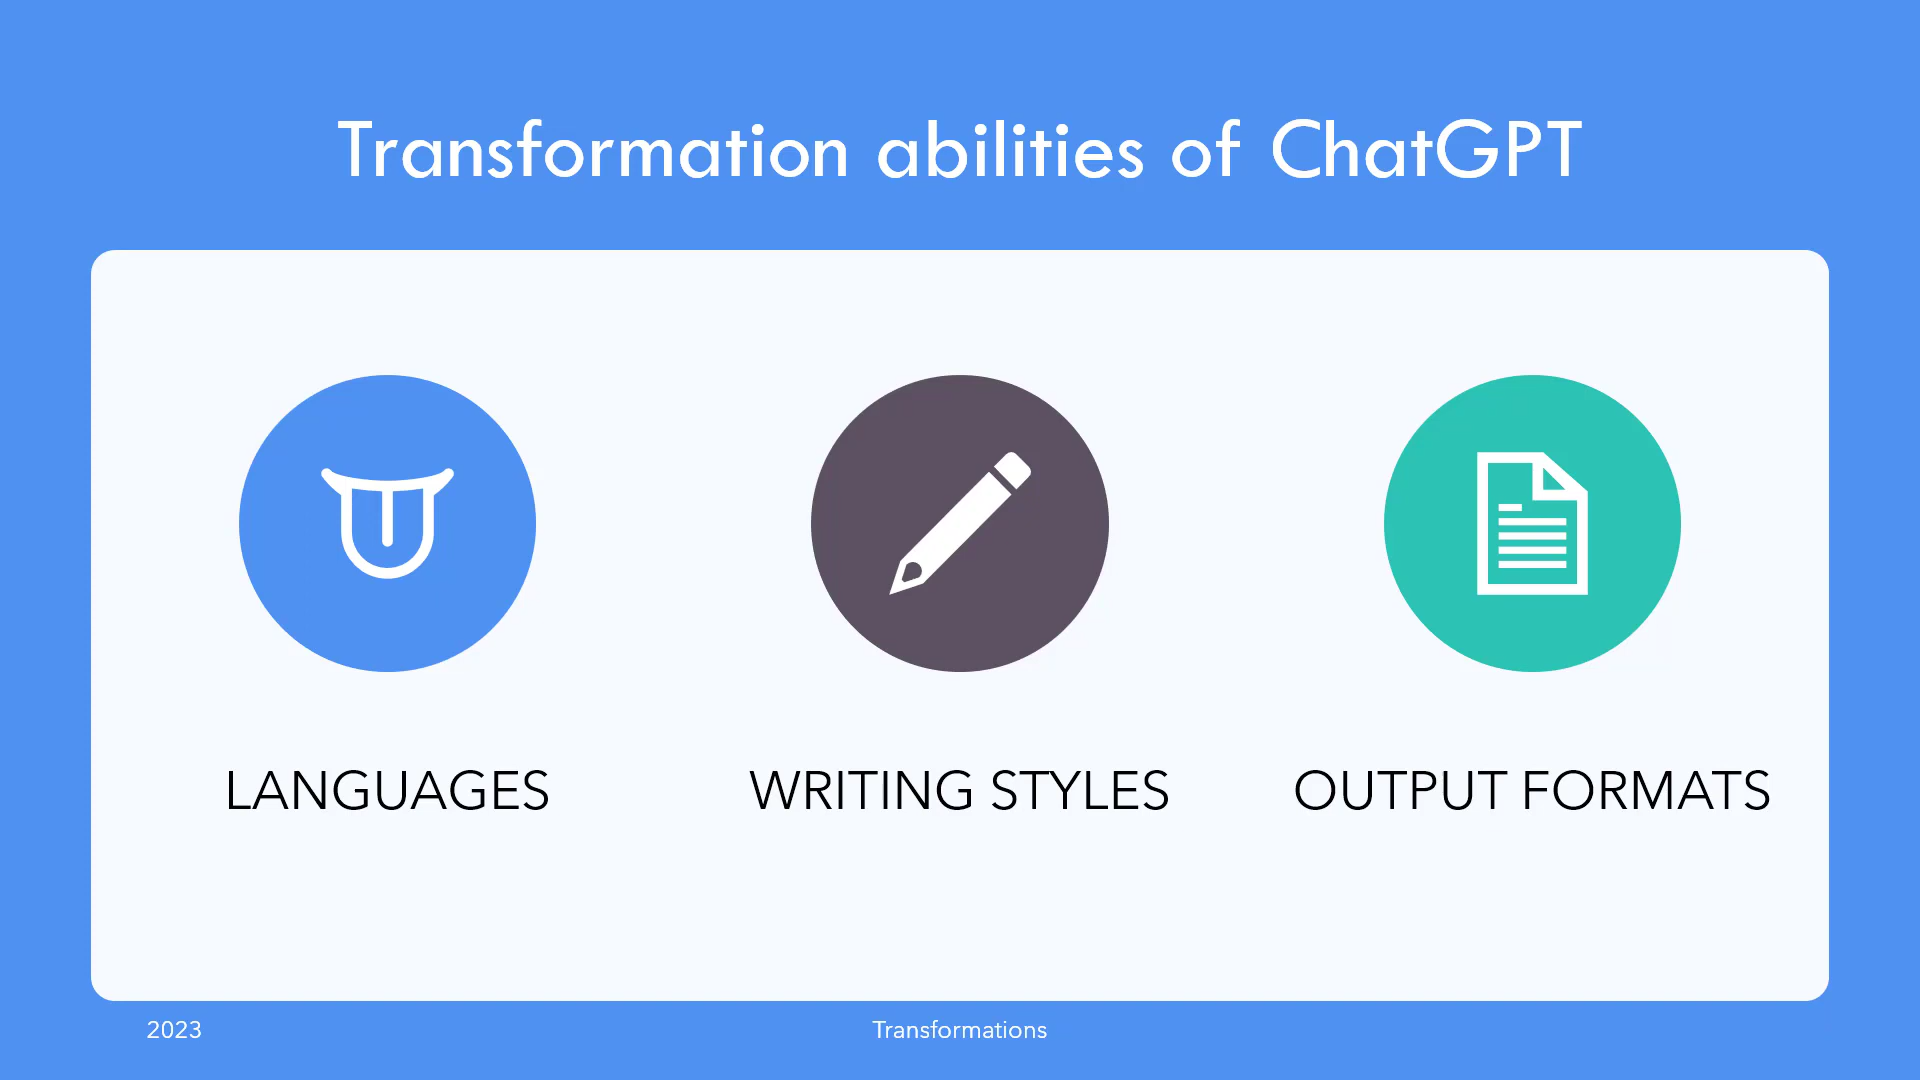 Transformation abilities of ChatGPT
LANGUAGES
WRITING STYLES
OUTPUT FORMATS
2023
Transformations